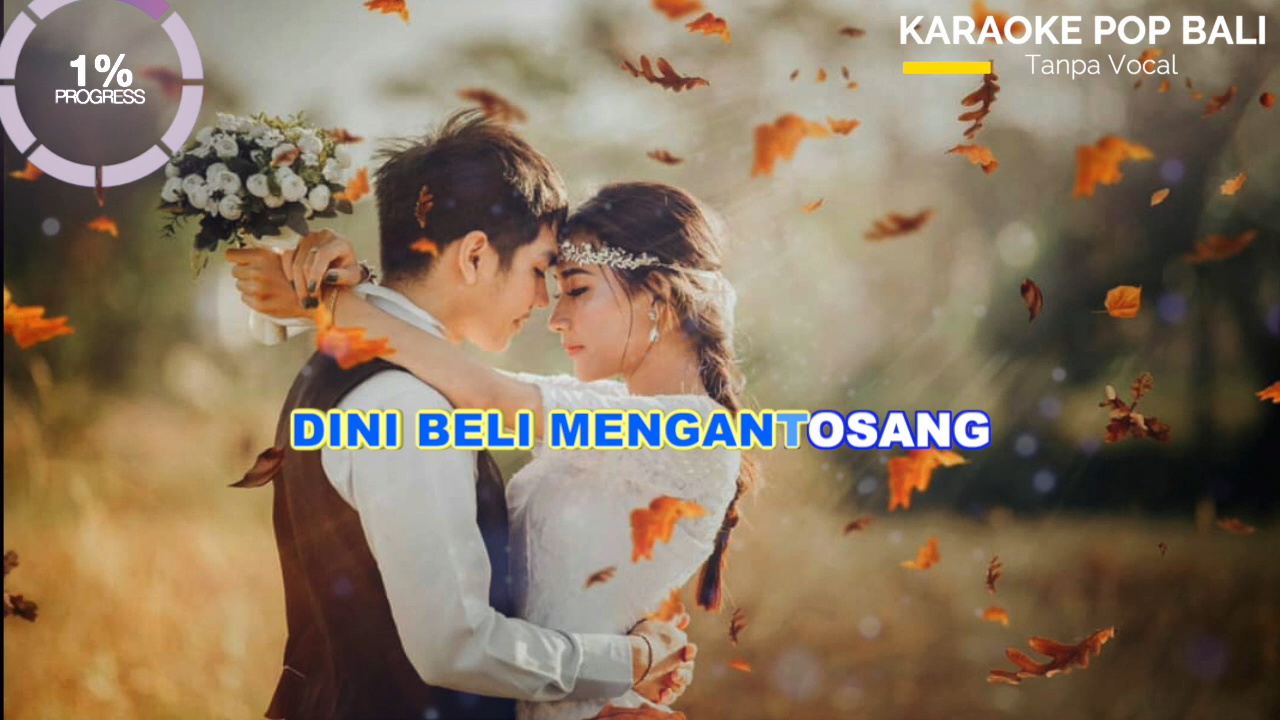 1%
PROGRESS
KARAOKE POP BALI
Tanpa Vocal
DINI BELI MENGANTOSANG